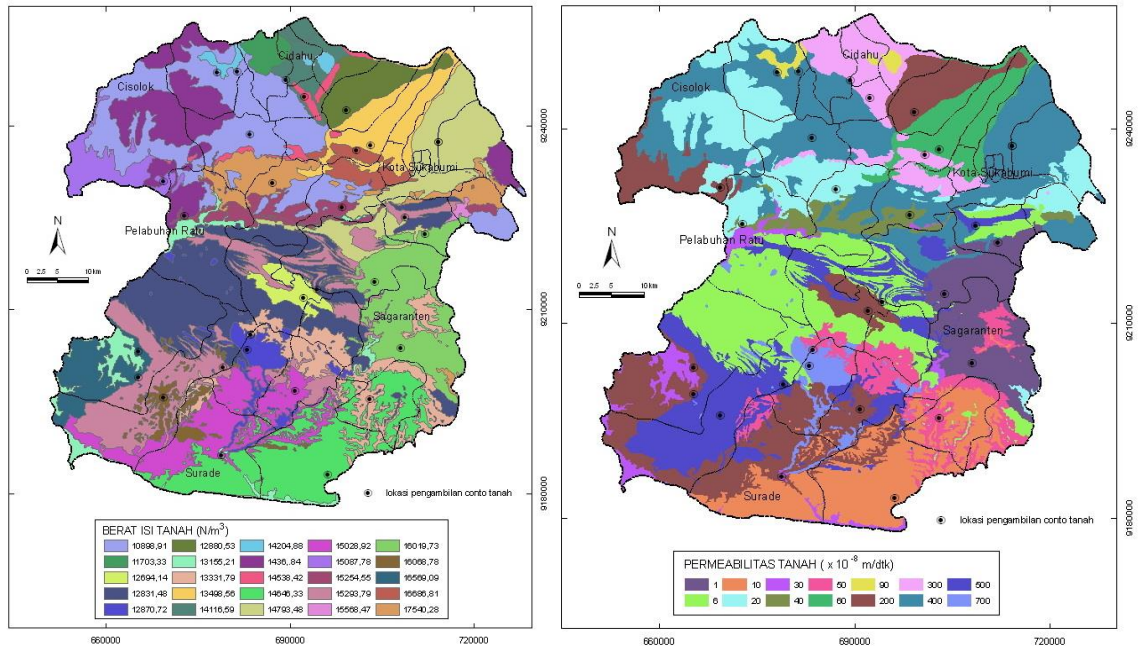 Cidahu
Cisolok
Kota Sukabumi
N
Pelabuhan Ratu
0 2.5 5 10km
Sagaranten
Surade
lokasi pengambilan conto tanah
9240000
9210000
9180000
BERAT ISI TANAH (N/m³)
10898,91 12880,53 14204,88 15028,92 16019,73
11703,33 13155,21 1436,84 15087,78 16068,78
12694,14 13331,79 14538,42 15254,55 16569,09
12831,48 13498,56 14646,33 15293,79 16686,81
12870,72 14116,59 14793,48 15568,47 17540,28
660000 690000 720000
Cidahu
Cisolok
Kota Sukabumi
N
Pelabuhan Ratu
0 2.5 5 10km
Sagaranten
Surade
lokasi pengambilan conto tanah
9240000
9210000
9180000
PERMEABILITAS TANAH ( x 10⁻⁸ m/dtk)
1 10 30 50 90 300 500
6 20 40 60 200 400 700
660000 690000 720000